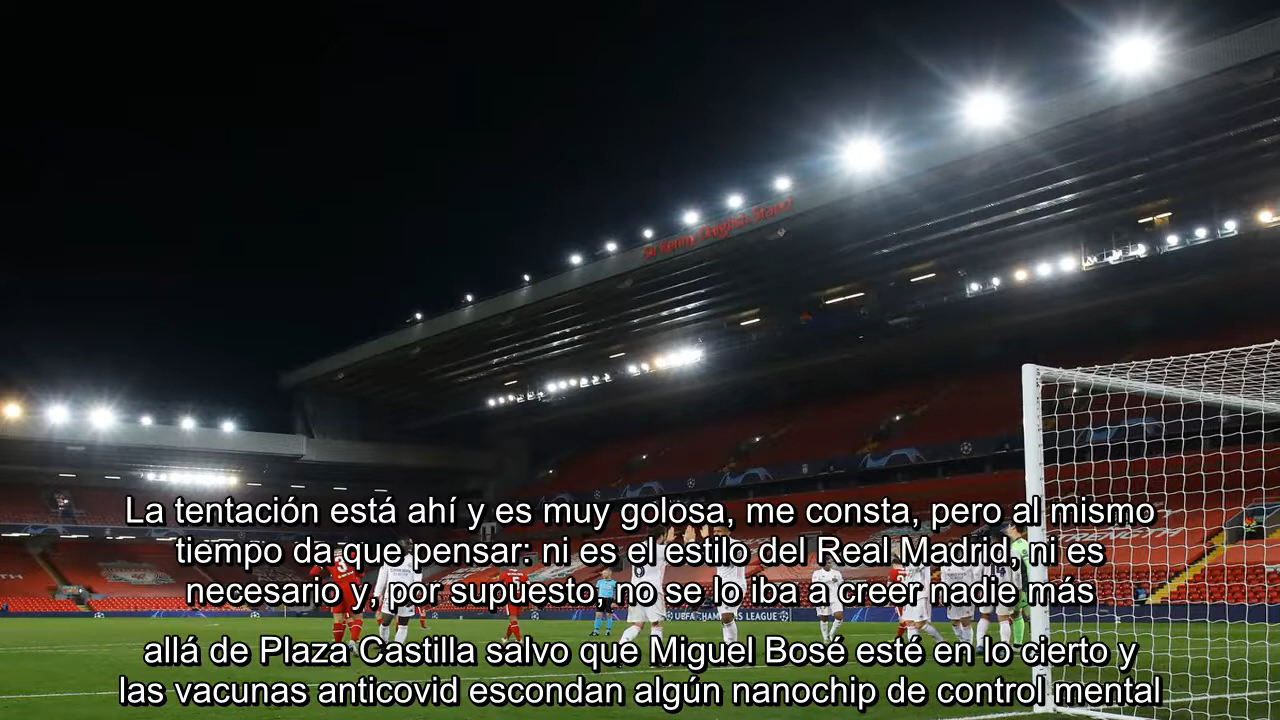 Sir Kenny Dalglish Stand
La tentación está ahí y es muy golosa, me consta, pero al mismo
tiempo da que pensar: ni es el estilo del Real Madrid, ni es
necesario y, por supuesto, no se lo iba a creer nadie más
UEFA CHAMPIONS LEAGUE
allá de Plaza Castilla salvo que Miguel Bosé esté en lo cierto y
las vacunas anticovid escondan algún nanochip de control mental